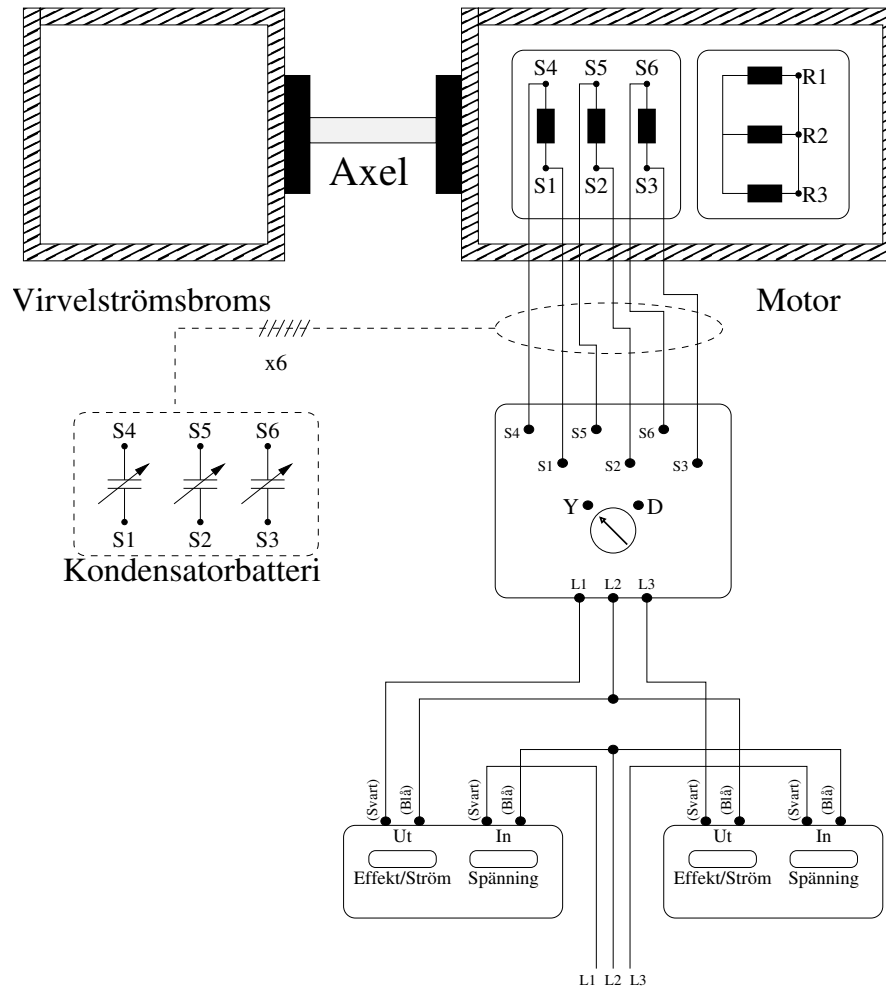 S4 S5 S6
R1
R2
S1 S2 S3
R3
Axel
Virvelströmsbroms
Motor
x6
S4 S5 S6
S1 S2 S3
Kondensatorbatteri
S4 S5 S6
S1 S2 S3
Y D
L1 L2 L3
(Svart) (Blå) (Svart) (Blå)
Ut In
Effekt/Ström Spänning
(Svart) (Blå) (Svart) (Blå)
Ut In
Effekt/Ström Spänning
L1 L2 L3